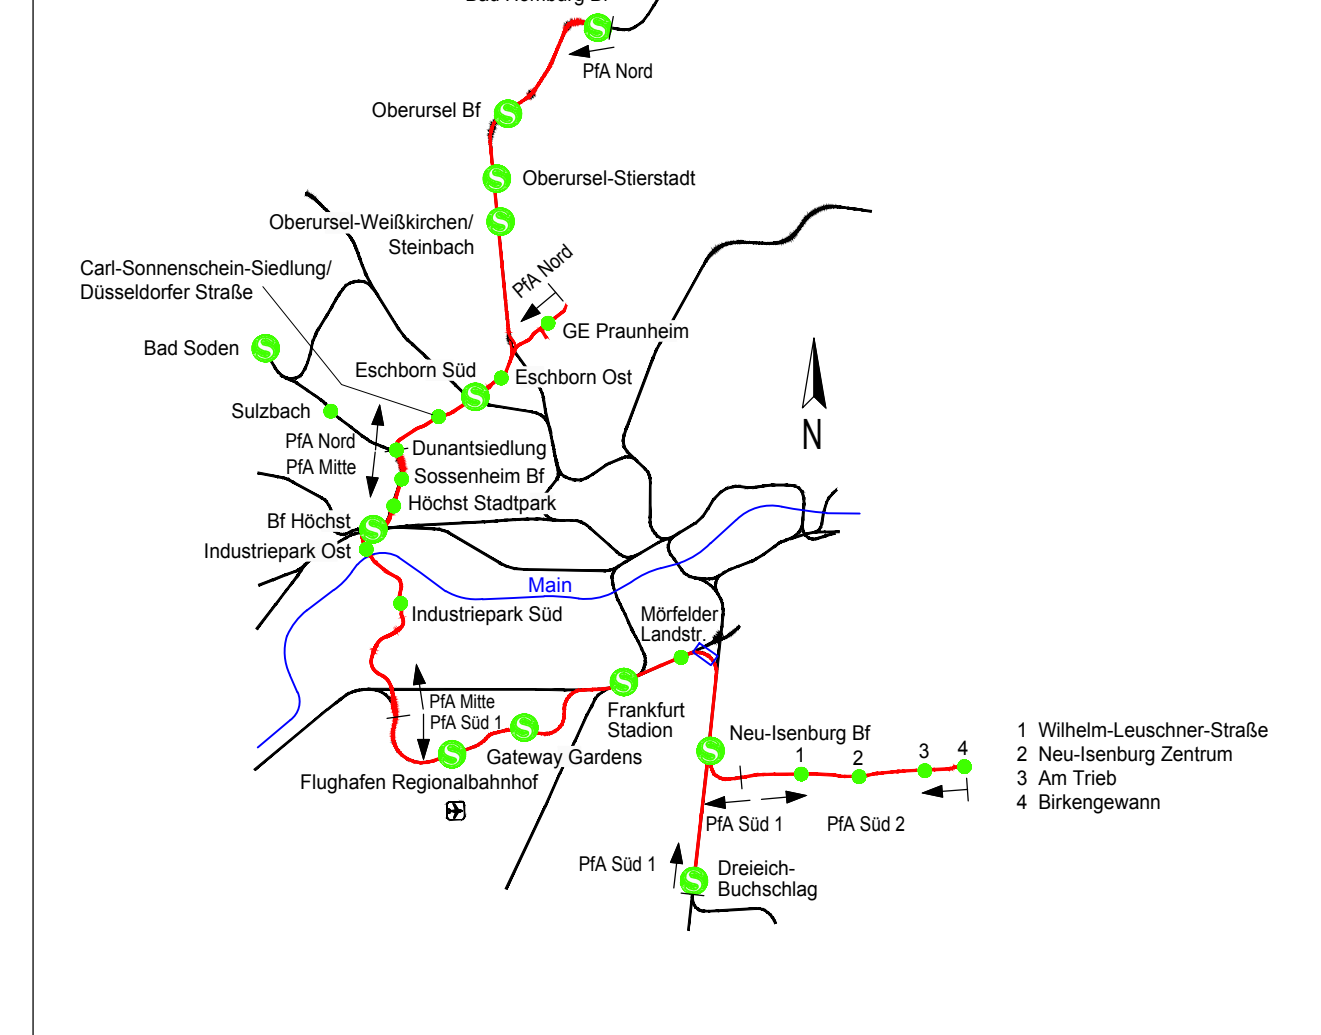 Bad Homburg Bf
PfA Nord
Oberursel Bf
Oberursel-Stierstadt
Oberursel-Weißkirchen/
Steinbach
PfA Nord
Carl-Sonnenschein-Siedlung/
Düsseldorfer Straße
GE Praunheim
Bad Soden
Eschborn Süd
Eschborn Ost
Sulzbach
PfA Nord
PfA Mitte
Dunantsiedlung
Sossenheim Bf
Höchst Stadtpark
Bf Höchst
Industriepark Ost
N
Main
Industriepark Süd
Mörfelder
Landstr.
PfA Mitte
PfA Süd 1
Frankfurt
Stadion
Gateway Gardens
Flughafen Regionalbahnhof
Neu-Isenburg Bf
1
2
3
4
1 Wilhelm-Leuschner-Straße
2 Neu-Isenburg Zentrum
3 Am Trieb
4 Birkengewann
PfA Süd 1
PfA Süd 2
PfA Süd 1
Dreieich-
Buchschlag